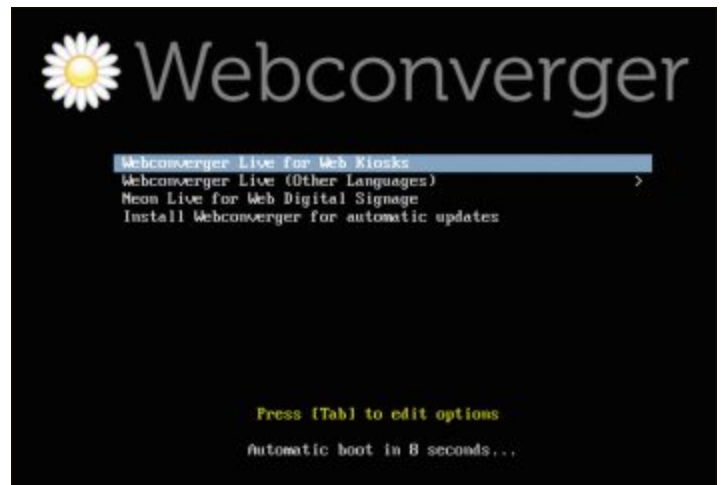 Webconverger
Webconverger Live for Web Kiosks
Webconverger Live (Other Languages) >
Neon Live for Web Digital Signage
Install Webconverger for automatic updates
Press [Tab] to edit options
Automatic boot in 8 seconds...